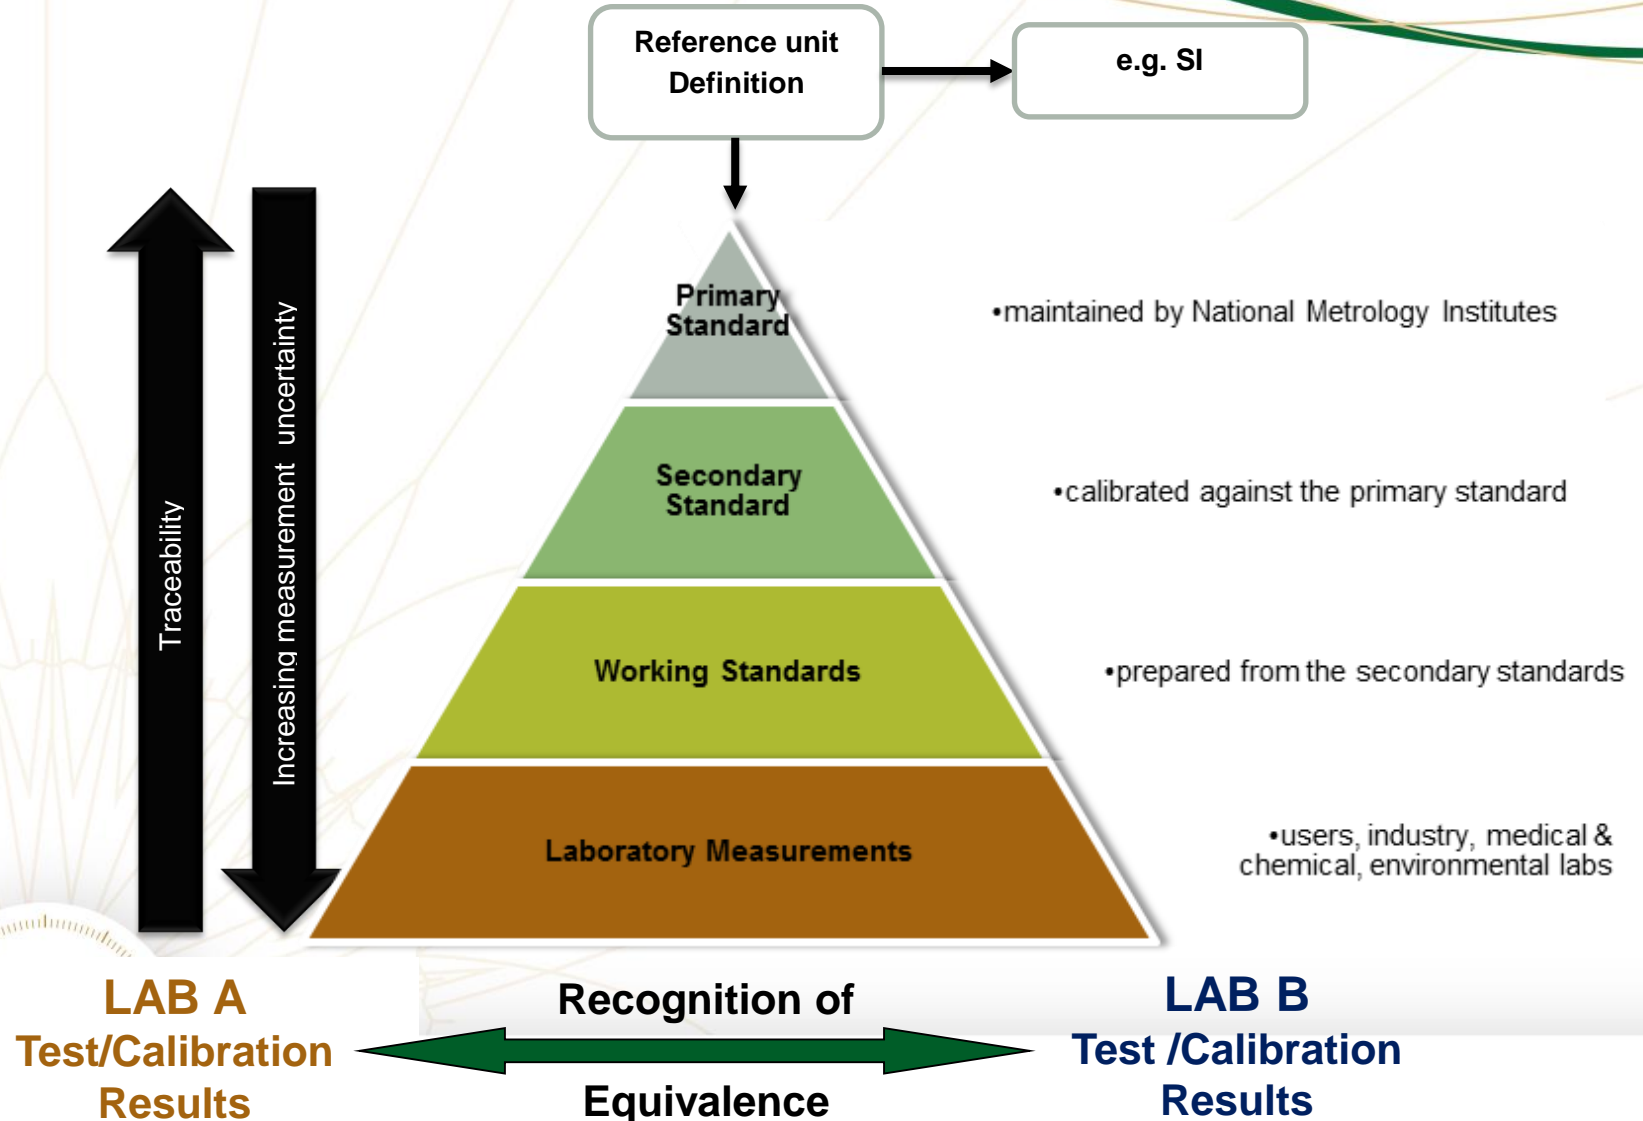 Reference unit
Definition
e.g. SI
Traceability
Increasing measurement uncertainty
Primary
Standard
•maintained by National Metrology Institutes
Secondary
Standard
•calibrated against the primary standard
Working Standards
•prepared from the secondary standards
Laboratory Measurements
•users, industry, medical &
chemical, environmental labs
LAB A
Test/Calibration
Results
Recognition of
Equivalence
LAB B
Test /Calibration
Results